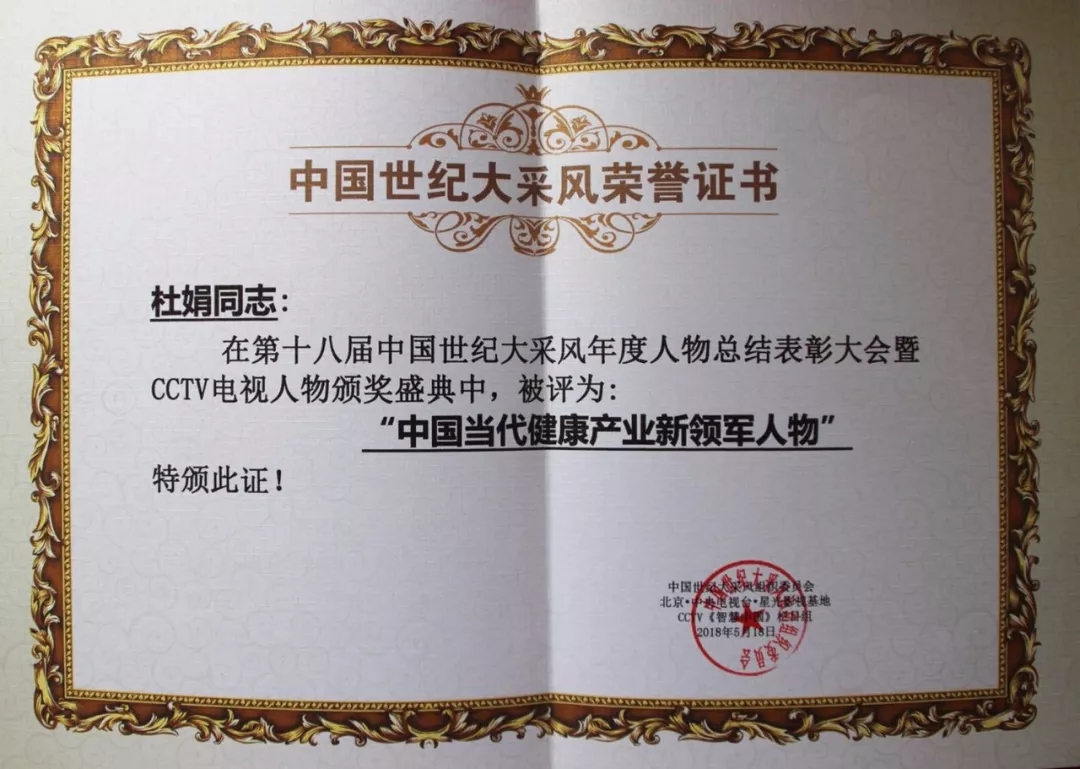 中国世纪大采风荣誉证书
杜娟同志:
在第十八届中国世纪大采风年度人物总结表彰大会暨
CCTV电视人物颁奖盛典中，被评为:
“中国当代健康产业新领军人物”
特颁此证！
中国世纪大采风组织委员会
北京·中央电视台·星光影视基地
CCTV《智慧中国》栏目组
2018年5月18日